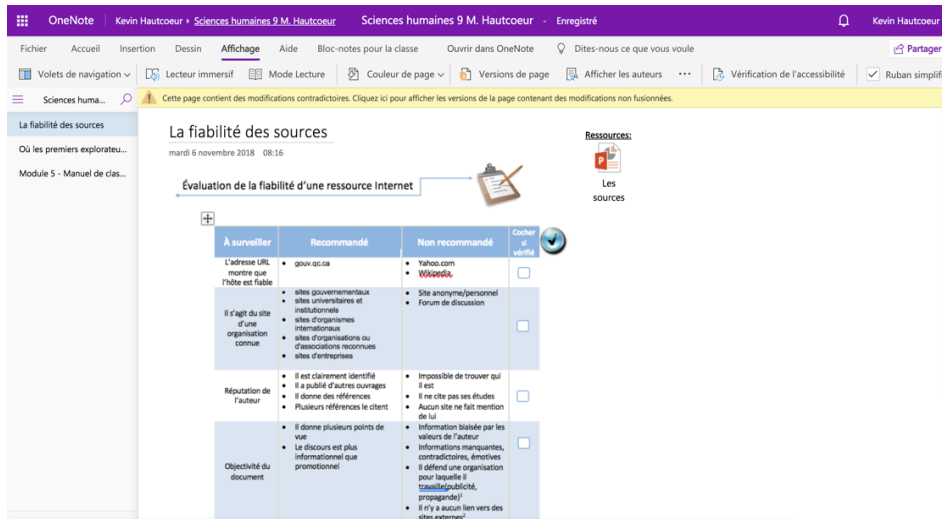 OneNote
Kevin Hautcoeur › Sciences humaines 9 M. Hautcoeur
Sciences humaines 9 M. Hautcoeur - Enregistré
Kevin Hautcoeur
Fichier Accueil Insertion Dessin Affichage Aide Bloc-notes pour la classe Ouvrir dans OneNote Dites-nous ce que vous voule
Partager
Volets de navigation Lecteur immersif Mode Lecture Couleur de page Versions de page Afficher les auteurs ... Vérification de l'accessibilité Ruban simplifi
Sciences huma...
Cette page contient des modifications contradictoires. Cliquez ici pour afficher les versions de la page contenant des modifications non fusionnées.
La fiabilité des sources
Où les premiers explorateu...
Module 5 - Manuel de clas...
La fiabilité des sources
mardi 6 novembre 2018 08:16
Ressources:
Les
sources
Évaluation de la fiabilité d'une ressource Internet
À surveiller
Recommandé
Non recommandé
Cocher
si
vérifié
L'adresse URL
montre que
l'hôte est fiable
• gouv.qc.ca
• Yahoo.com
• Wikipedia.
Il s'agit du site
d'une
organisation
connue
• sites gouvernementaux
• sites universitaires et
institutionnels
• sites d'organismes
internationaux
• sites d'organisations ou
d'associations reconnues
• sites d'entreprises
• Site anonyme/personnel
• Forum de discussion
Réputation de
l'auteur
• Il est clairement identifié
• Il a publié d'autres ouvrages
• Il donne des références
• Plusieurs références le citent
• Impossible de trouver qui
il est
• Il ne cite pas ses études
• Aucun site ne fait mention
de lui
Objectivité du
document
• Il donne plusieurs points de
vue
• Le discours est plus
informationnel que
promotionnel
• Information biaisée par les
valeurs de l'auteur
• Informations manquantes,
contradictoires, émotives
• Il défend une organisation
pour laquelle il
travaille(publicité,
propagande)¹
• Il n'y a aucun lien vers des
sites externes²